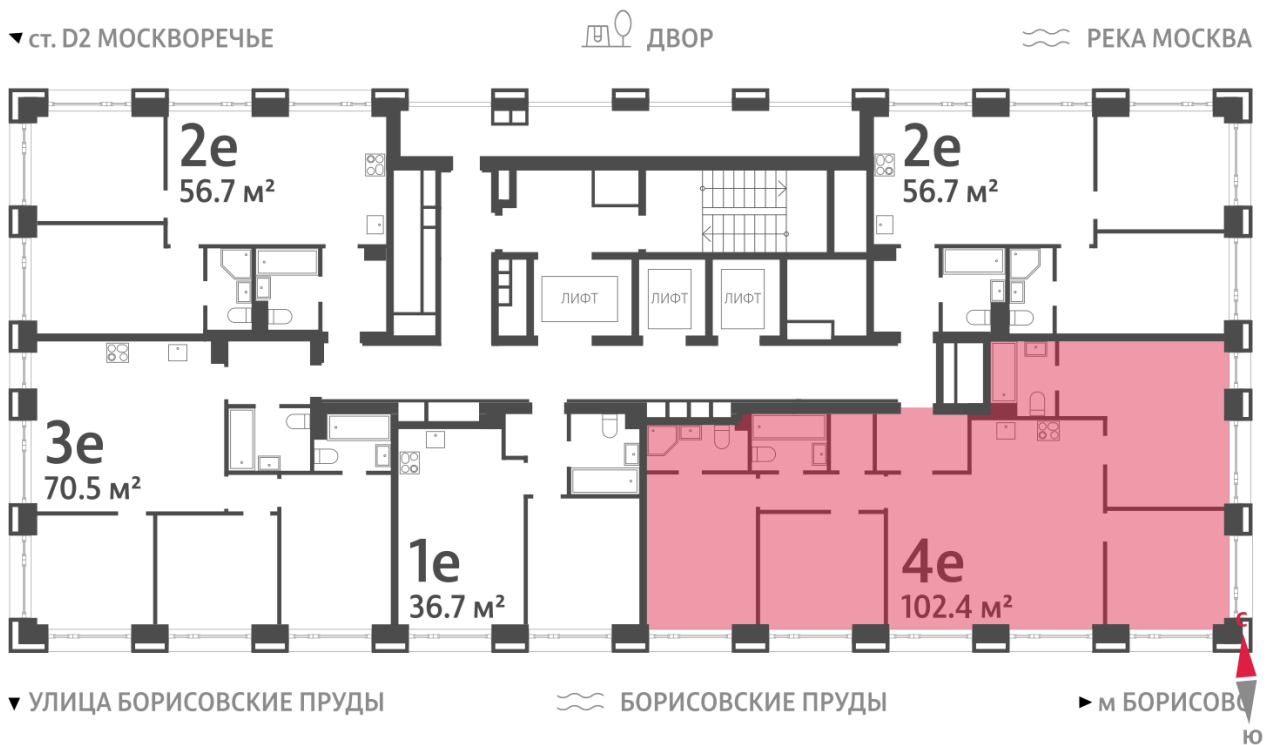 ст. D2 МОСКВОРЕЧЬЕ
ДВОР
РЕКА МОСКВА
2е
56.7 м²
2е
56.7 м²
ЛИФТ
ЛИФТ
ЛИФТ
3е
70.5 м²
1е
36.7 м²
4е
102.4 м²
С
УЛИЦА БОРИСОВСКИЕ ПРУДЫ
БОРИСОВСКИЕ ПРУДЫ
м БОРИСОВО
Ю